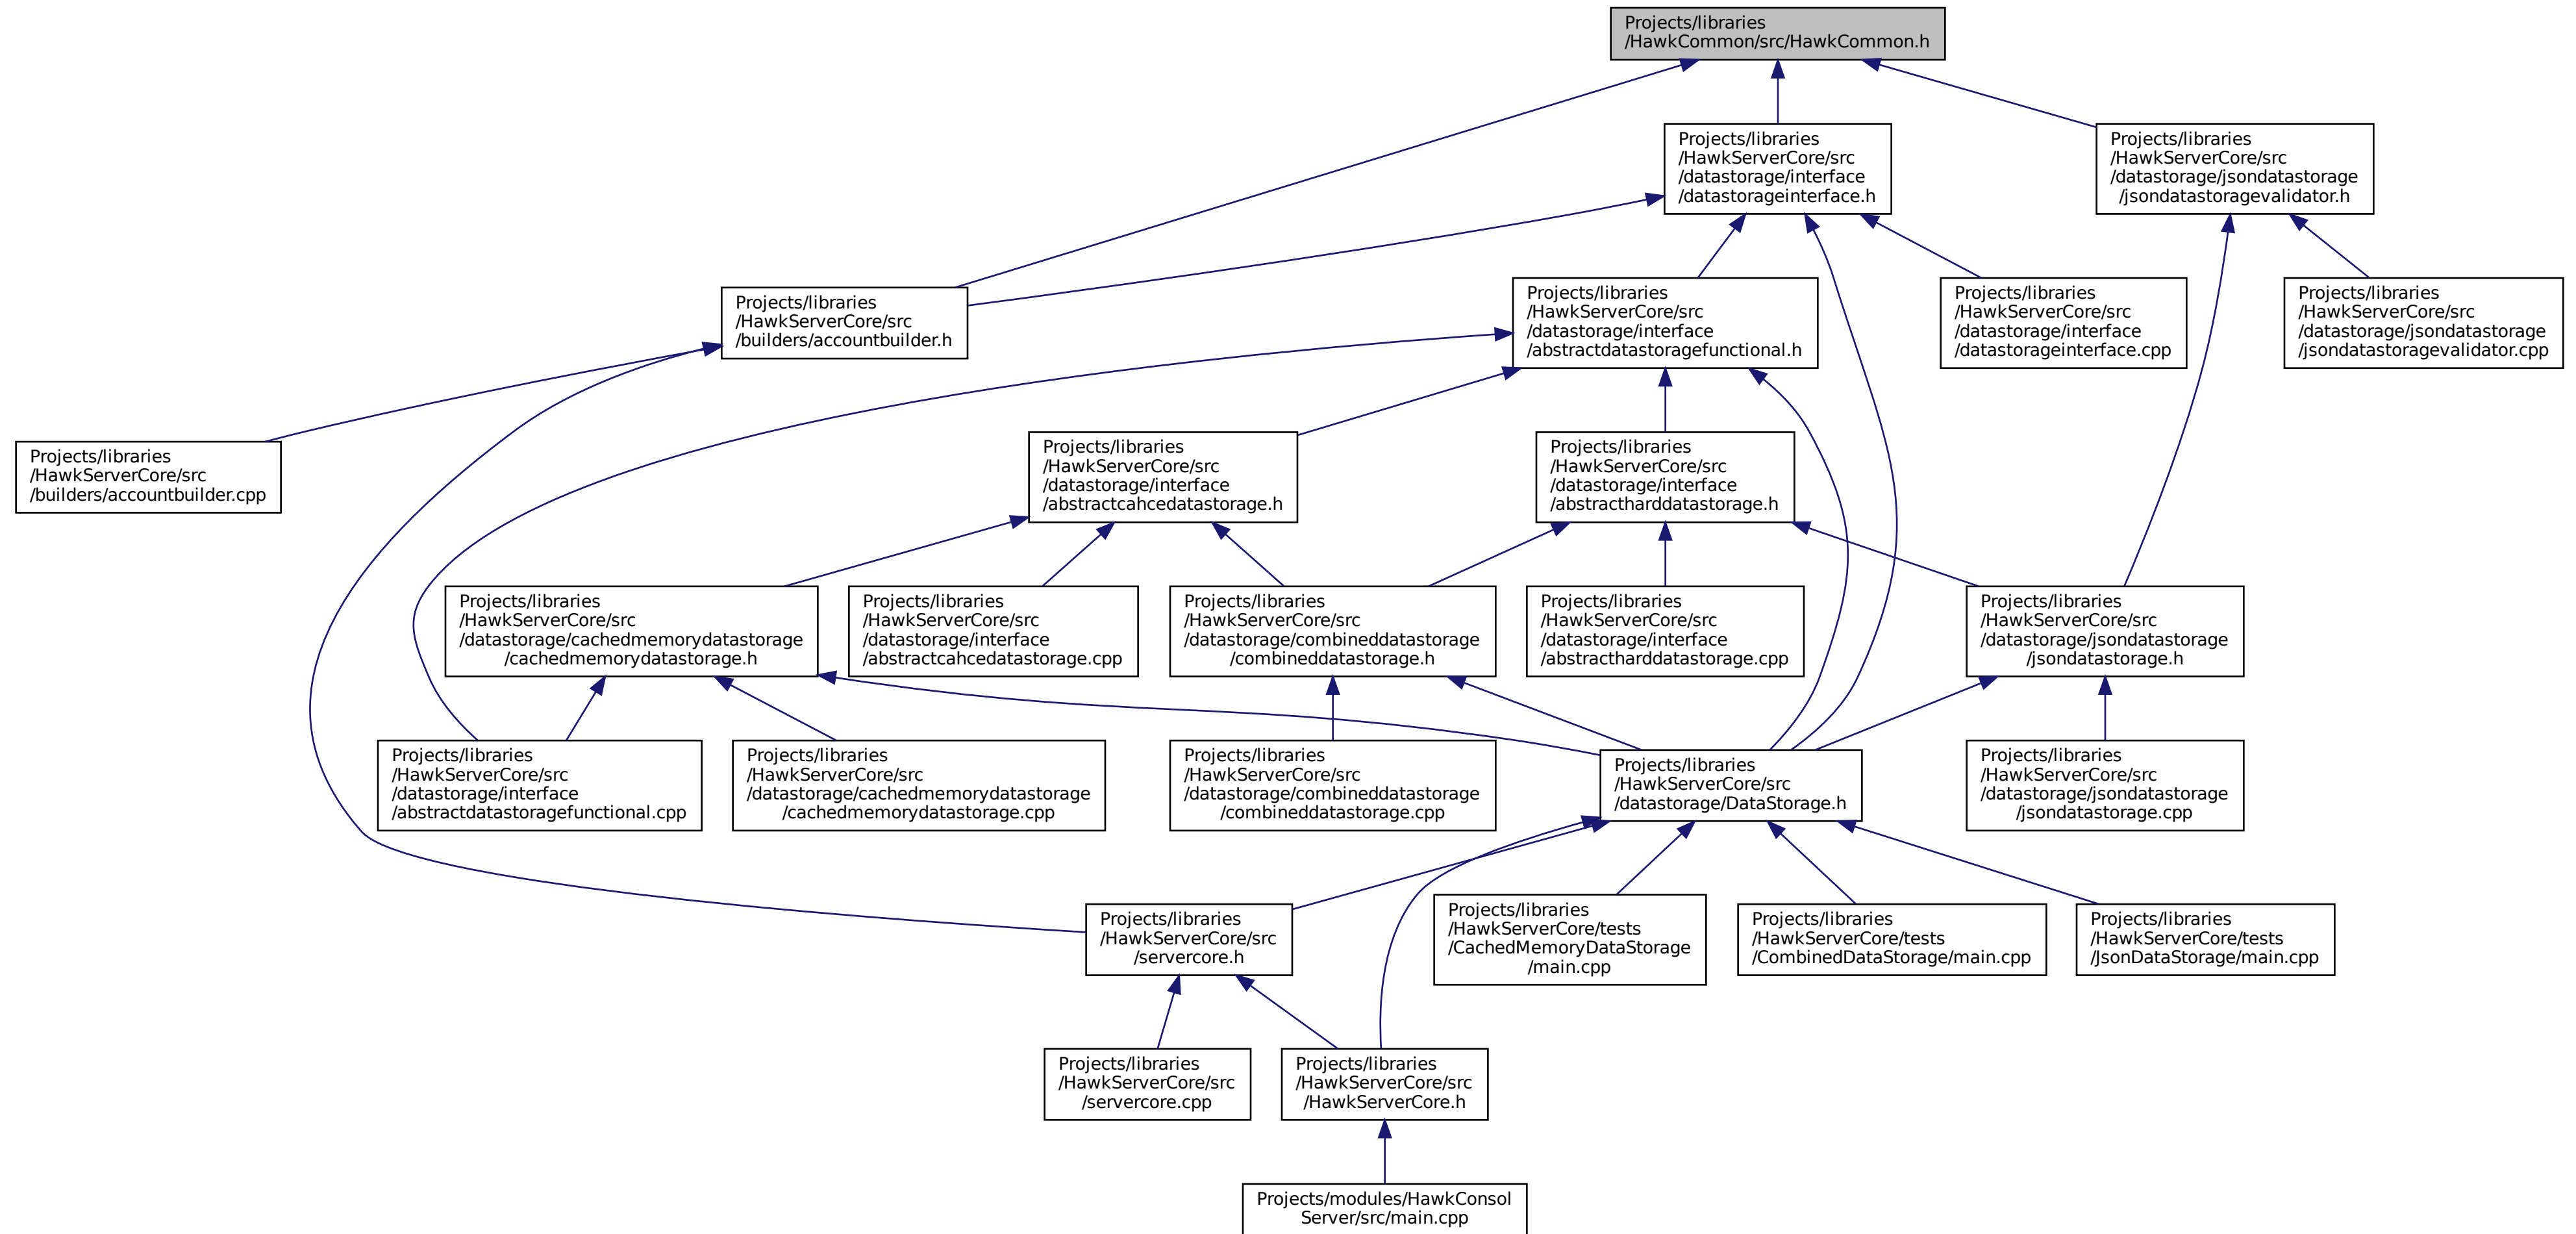 Projects/libraries
/HawkCommon/src/HawkCommon.h
Projects/libraries
/HawkServerCore/src
/datastorage/interface
/datastorageinterface.h
Projects/libraries
/HawkServerCore/src
/datastorage/jsondatastorage
/jsondatastoragevalidator.h
Projects/libraries
/HawkServerCore/src
/builders/accountbuilder.h
Projects/libraries
/HawkServerCore/src
/datastorage/interface
/abstractdatastoragefunctional.h
Projects/libraries
/HawkServerCore/src
/datastorage/interface
/datastorageinterface.cpp
Projects/libraries
/HawkServerCore/src
/datastorage/jsondatastorage
/jsondatastoragevalidator.cpp
Projects/libraries
/HawkServerCore/src
/builders/accountbuilder.cpp
Projects/libraries
/HawkServerCore/src
/datastorage/interface
/abstractcahcedatastorage.h
Projects/libraries
/HawkServerCore/src
/datastorage/interface
/abstractharddatastorage.h
Projects/libraries
/HawkServerCore/src
/datastorage/cachedmemorydatastorage
/cachedmemorydatastorage.h
Projects/libraries
/HawkServerCore/src
/datastorage/interface
/abstractcahcedatastorage.cpp
Projects/libraries
/HawkServerCore/src
/datastorage/combineddatastorage
/combineddatastorage.h
Projects/libraries
/HawkServerCore/src
/datastorage/interface
/abstractharddatastorage.cpp
Projects/libraries
/HawkServerCore/src
/datastorage/jsondatastorage
/jsondatastorage.h
Projects/libraries
/HawkServerCore/src
/datastorage/interface
/abstractdatastoragefunctional.cpp
Projects/libraries
/HawkServerCore/src
/datastorage/cachedmemorydatastorage
/cachedmemorydatastorage.cpp
Projects/libraries
/HawkServerCore/src
/datastorage/combineddatastorage
/combineddatastorage.cpp
Projects/libraries
/HawkServerCore/src
/datastorage/DataStorage.h
Projects/libraries
/HawkServerCore/src
/datastorage/jsondatastorage
/jsondatastorage.cpp
Projects/libraries
/HawkServerCore/src
/servercore.h
Projects/libraries
/HawkServerCore/tests
/CachedMemoryDataStorage
/main.cpp
Projects/libraries
/HawkServerCore/tests
/CombinedDataStorage/main.cpp
Projects/libraries
/HawkServerCore/tests
/JsonDataStorage/main.cpp
Projects/libraries
/HawkServerCore/src
/servercore.cpp
Projects/libraries
/HawkServerCore/src
/HawkServerCore.h
Projects/modules/HawkConsol
Server/src/main.cpp